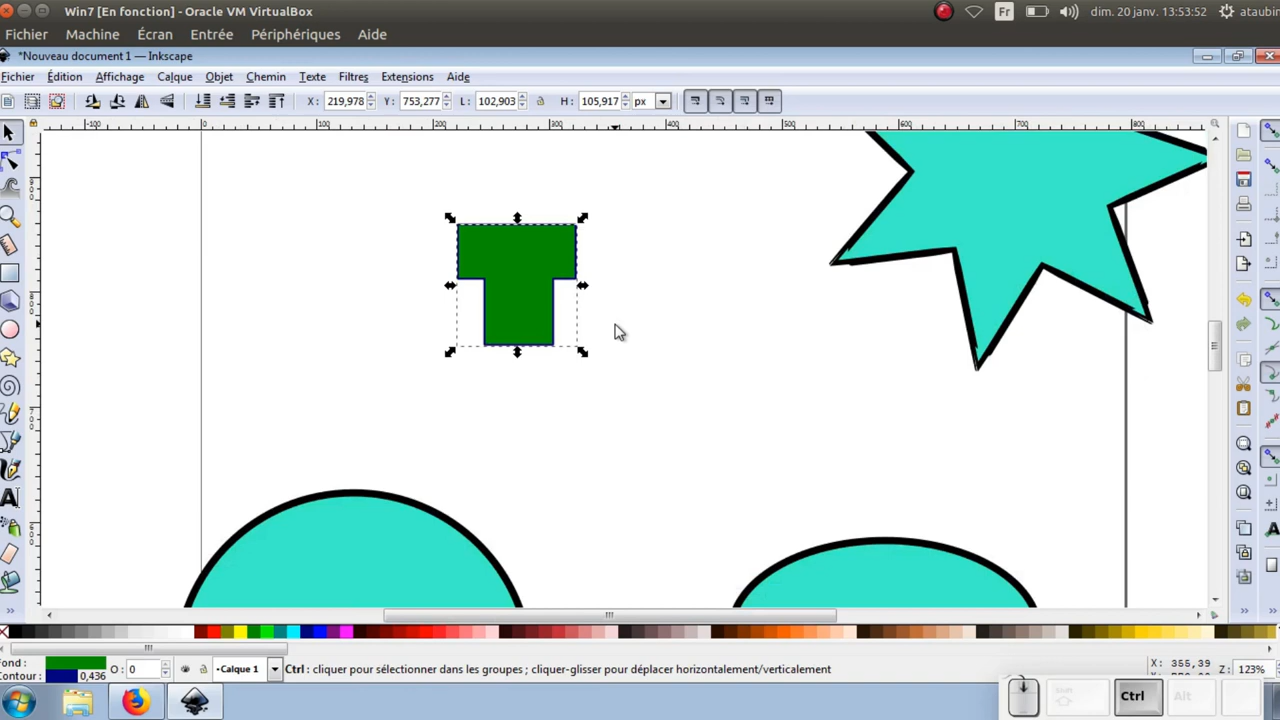 Win7 [En fonction] - Oracle VM VirtualBox
Fr
dim. 20 janv. 13:53:52
ataubin
Fichier Machine Écran Entrée Périphériques Aide
*Nouveau document 1 — Inkscape
Fichier Édition Affichage Calque Objet Chemin Texte Filtres Extensions Aide
X: 219,978 Y: 753,277 L: 102,903 H: 105,917 px
-100 0 100 200 300 400 500 600 700 800
Fond :
O: 0
Calque 1
Ctrl : cliquer pour sélectionner dans les groupes ; cliquer-glisser pour déplacer horizontalement/verticalement
X: 355,39
Z: 123%
Contour : 0,436
Shift Ctrl Alt